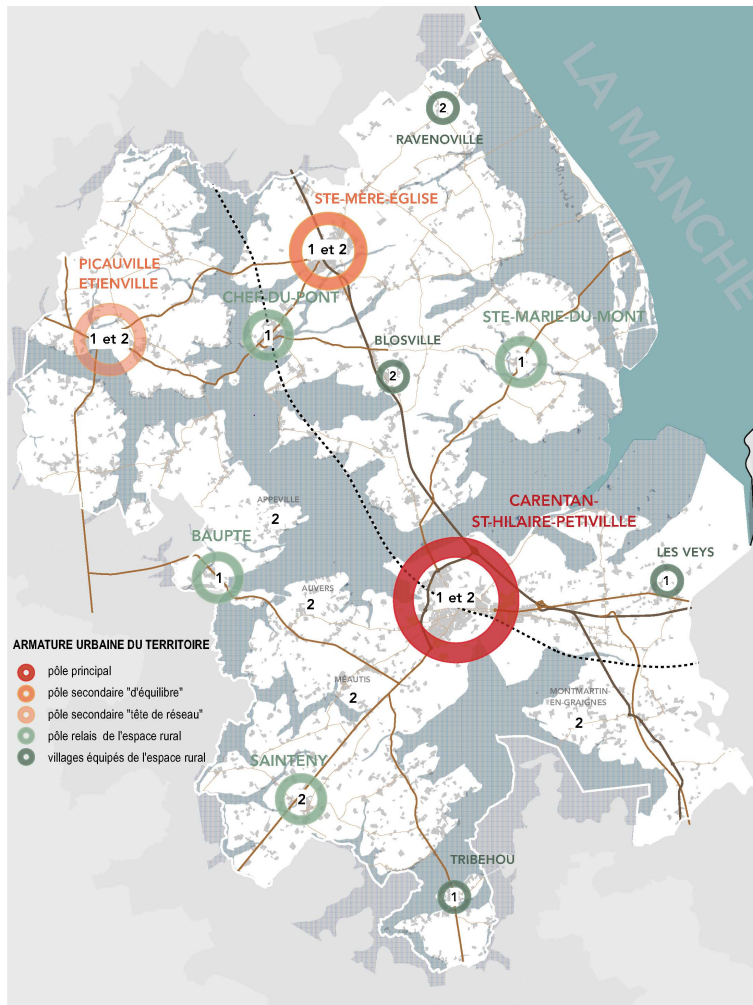 LA MANCHE
2
RAVENOVILLE
STE-MÈRE-ÉGLISE
1 et 2
PICAUVILLE
ETIENVILLE
1 et 2
CHEF-DU-PONT
1
BLOSVILLE
2
STE-MARIE-DU-MONT
1
CARENTAN-
ST-HILAIRE-PETIVILLLE
1 et 2
APPEVILLE
2
BAUPTE
1
LES VEYS
1
AUVERS
2
ARMATURE URBAINE DU TERRITOIRE
pôle principal
pôle secondaire "d'équilibre"
pôle secondaire "tête de réseau"
pôle relais de l'espace rural
villages équipés de l'espace rural
MÉAUTIS
2
MONTMARTIN-
EN-GRAIGNES
2
SAINTENY
2
TRIBEHOU
1